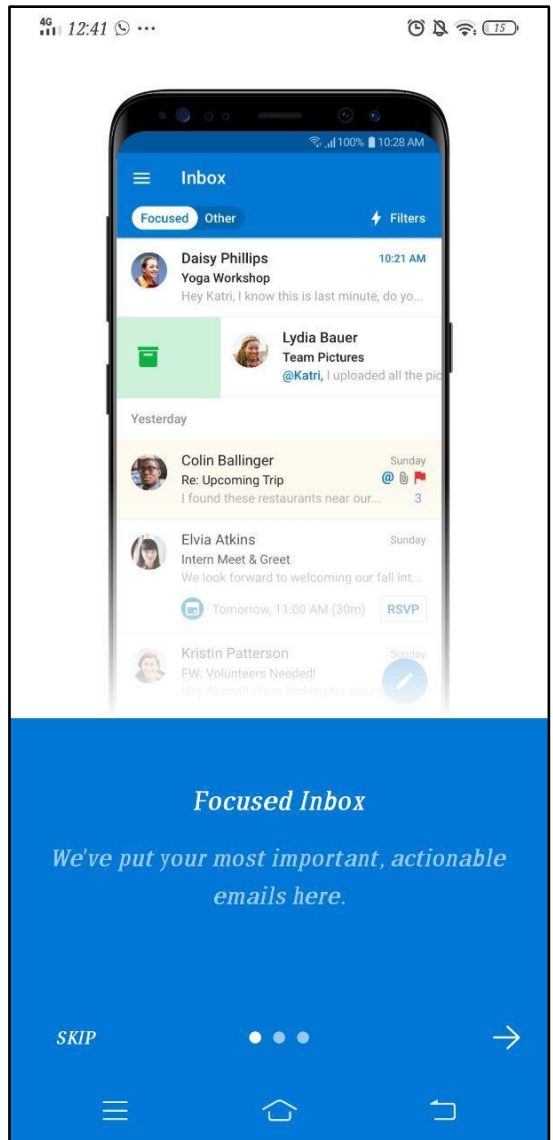 4G 12:41 15
100% 10:28 AM
Inbox
Focused Other Filters
Daisy Phillips 10:21 AM
Yoga Workshop
Hey Katri, I know this is last minute, do yo...
Lydia Bauer
Team Pictures
@Katri, I uploaded all the pic
Yesterday
Colin Ballinger Sunday
Re: Upcoming Trip @
I found these restaurants near our... 3
Elvia Atkins Sunday
Intern Meet & Greet
We look forward to welcoming our fall int...
Tomorrow, 11:00 AM (30m) RSVP
Kristin Patterson Sunday
FW: Volunteers Needed!
Focused Inbox
We've put your most important, actionable
emails here.
SKIP